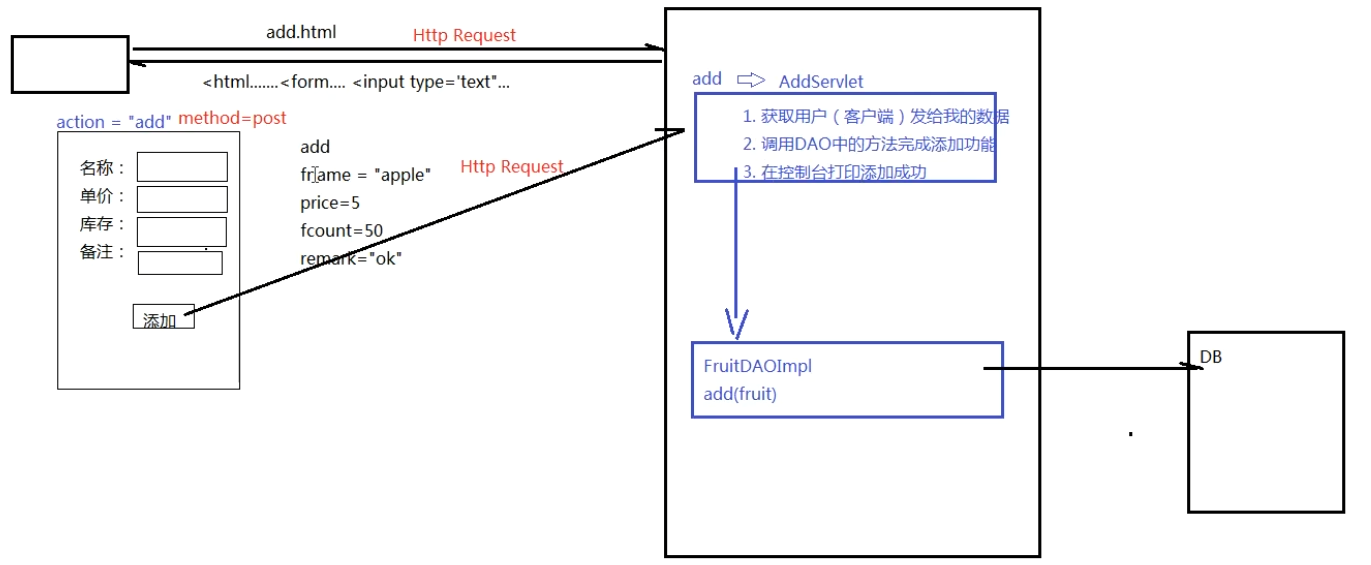 add.html
Http Request
<html.......<form.... <input type='text"...
action = "add" method=post
名称：
单价：
库存：
备注：
添加
add
fname = "apple"
price=5
fcount=50
remark="ok"
Http Request
add AddServlet
1. 获取用户（客户端）发给我的数据
2. 调用DAO中的方法完成添加功能
3. 在控制台打印添加成功
FruitDAOImpl
add(fruit)
DB